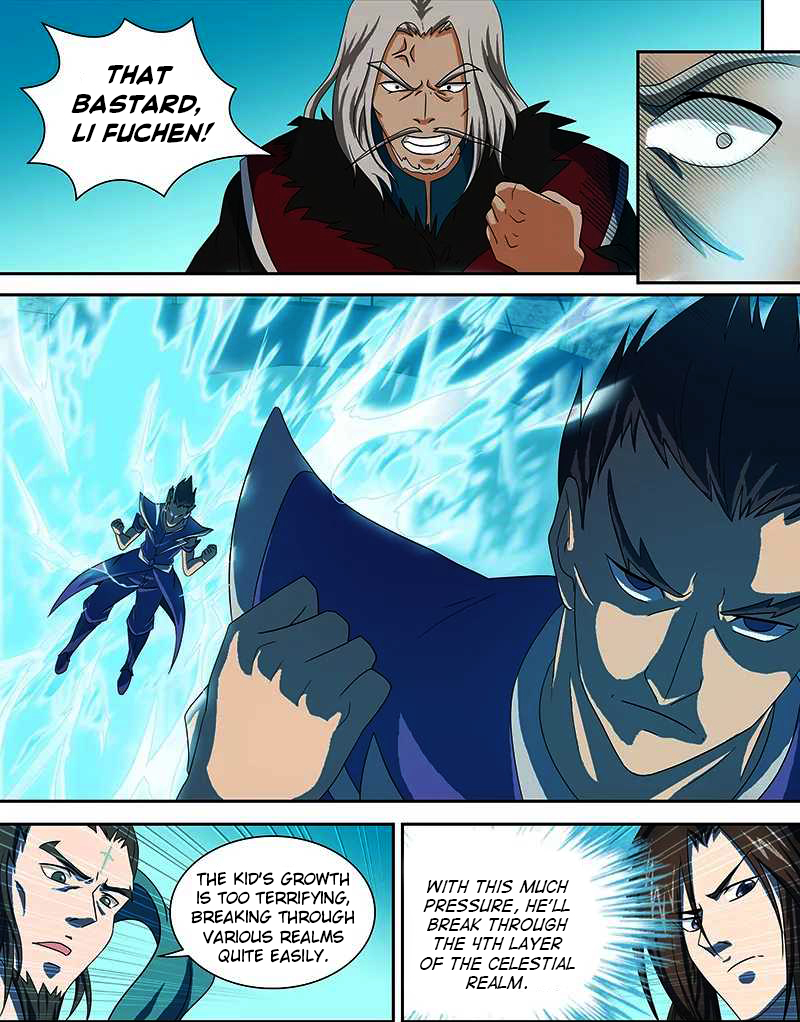 THAT
BASTARD,
LI FUCHEN!
THE KID'S GROWTH
IS TOO TERRIFYING,
BREAKING THROUGH
VARIOUS REALMS
QUITE EASILY.
WITH THIS MUCH
PRESSURE, HE'LL
BREAK THROUGH
THE 4TH LAYER
OF THE CELESTIAL
REALM.